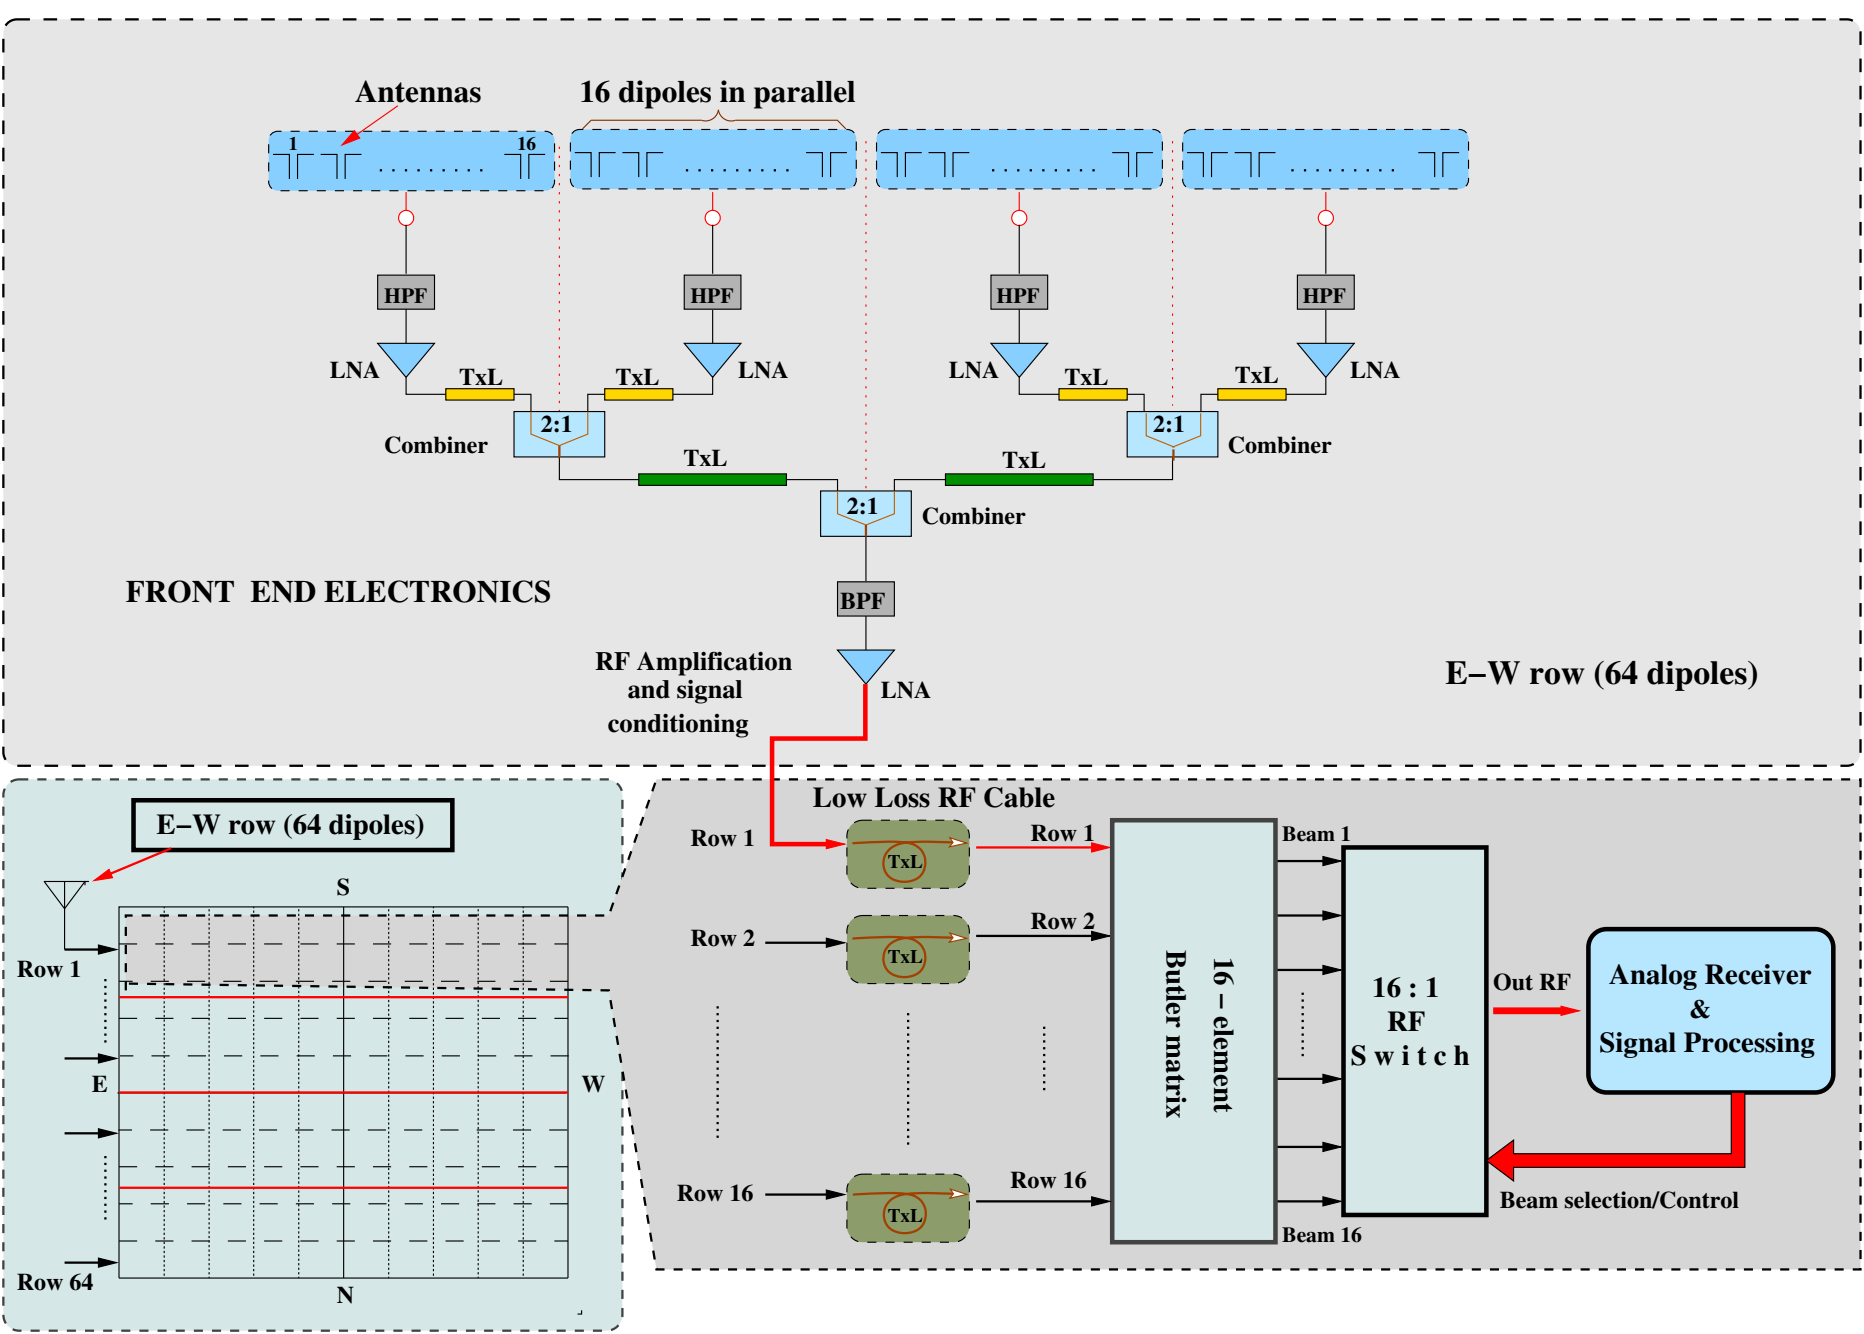 Antennas
16 dipoles in parallel
1
16
. . . . . . . . .
. . . . . . . . .
. . . . . . . . .
. . . . . . . . .
HPF
HPF
HPF
HPF
LNA
TxL
TxL
LNA
LNA
TxL
TxL
LNA
2:1
2:1
Combiner
Combiner
TxL
TxL
2:1
Combiner
FRONT END ELECTRONICS
BPF
RF Amplification
and signal
conditioning
LNA
E–W row (64 dipoles)
E–W row (64 dipoles)
S
Row 1
E
W
Row 64
N
Low Loss RF Cable
Row 1
TxL
Row 1
Row 2
TxL
Row 2
Row 16
TxL
Row 16
16 – element
Butler matrix
Beam 1
Beam 16
16 : 1
RF
Switch
Out RF
Analog Receiver
&
Signal Processing
Beam selection/Control